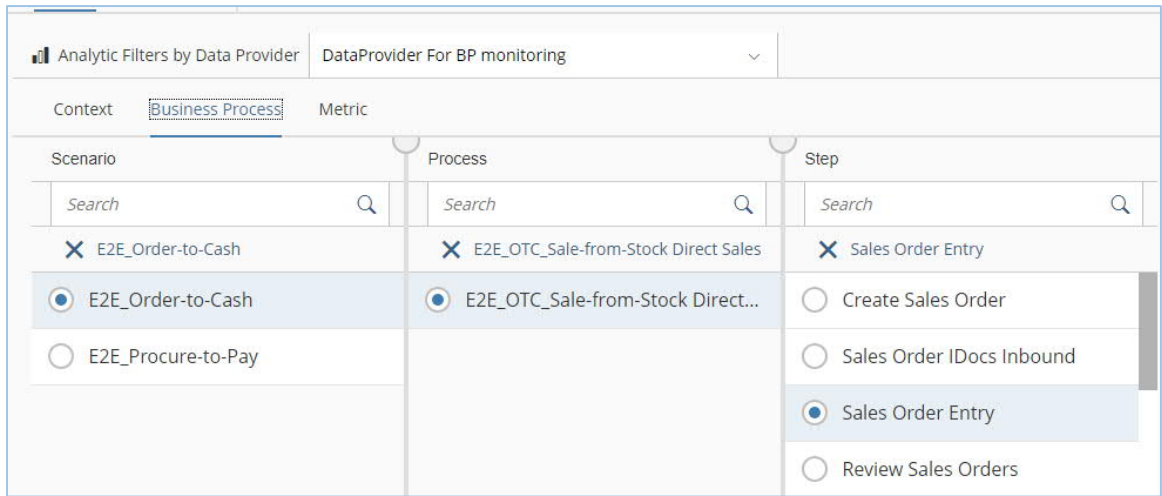 Analytic Filters by Data Provider DataProvider For BP monitoring
Context Business Process Metric
Scenario Process Step
Search Search Search
E2E_Order-to-Cash E2E_OTC_Sale-from-Stock Direct Sales Sales Order Entry
E2E_Order-to-Cash E2E_OTC_Sale-from-Stock Direct... Create Sales Order
E2E_Procure-to-Pay Sales Order IDocs Inbound
Sales Order Entry
Review Sales Orders